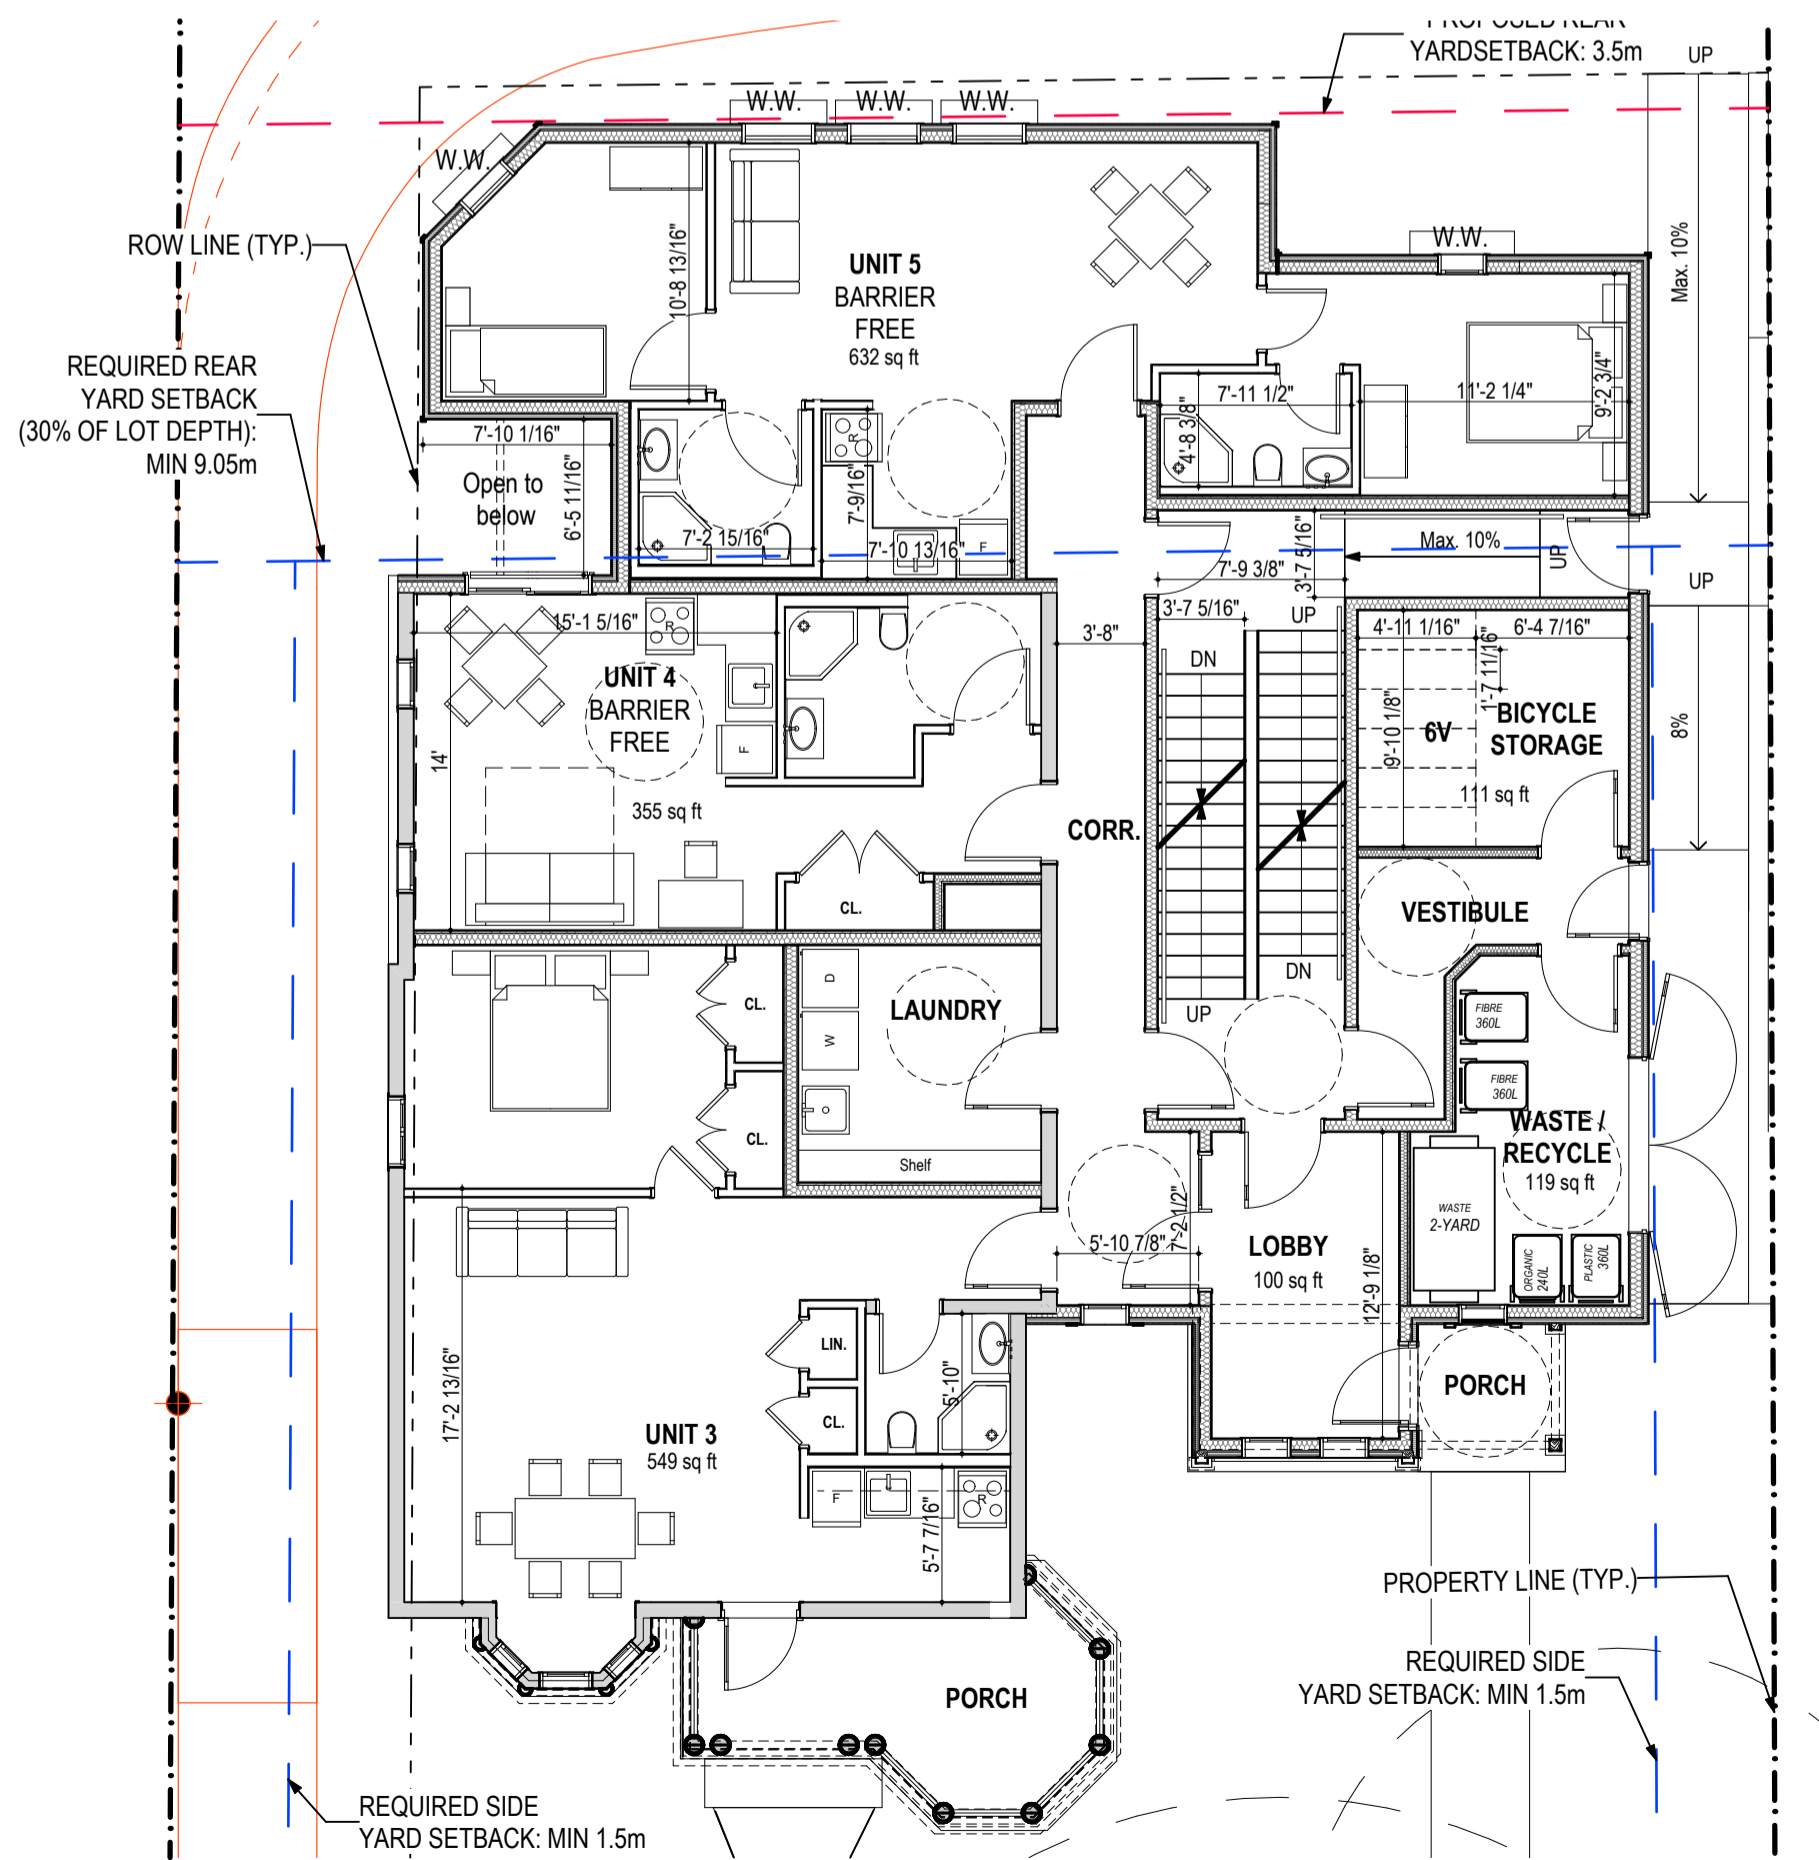 PROPOSED REAR
YARDSETBACK: 3.5m
UP
W.W.
W.W.
W.W.
W.W.
ROW LINE (TYP.)
UNIT 5
BARRIER
FREE
632 sq ft
10'-8 13/16"
W.W.
Max. 10%
REQUIRED REAR
YARD SETBACK
(30% OF LOT DEPTH):
MIN 9.05m
7'-10 1/16"
6'-5 11/16"
Open to
below
R
7'-9/16"
7'-2 15/16"
7'-10 13/16"
F
7'-11 1/2"
4'-8 3/8"
11'-2 1/4"
9'-2 3/4"
Max. 10%
UP
UP
7'-9 3/8"
3'-7 5/16"
3'-7 5/16"
UP
DN
3'-8"
15'-1 5/16"
R
UNIT 4
BARRIER
FREE
F
14'
355 sq ft
CL.
CORR.
4'-11 1/16"
6'-4 7/16"
1'-7 11/16"
9'-10 1/8"
6V
BICYCLE
STORAGE
111 sq ft
8%
VESTIBULE
DN
UP
CL.
CL.
D
W
LAUNDRY
Shelf
FIBRE
360L
FIBRE
360L
WASTE /
RECYCLE
119 sq ft
WASTE
2-YARD
ORGANIC
240L
PLASTIC
360L
7'-2 1/2"
5'-10 7/8"
LOBBY
100 sq ft
12'-9 1/8"
PORCH
17'-2 13/16"
LIN.
CL.
5'-10"
UNIT 3
549 sq ft
F
R
5'-7 7/16"
PORCH
PROPERTY LINE (TYP.)
REQUIRED SIDE
YARD SETBACK: MIN 1.5m
REQUIRED SIDE
YARD SETBACK: MIN 1.5m